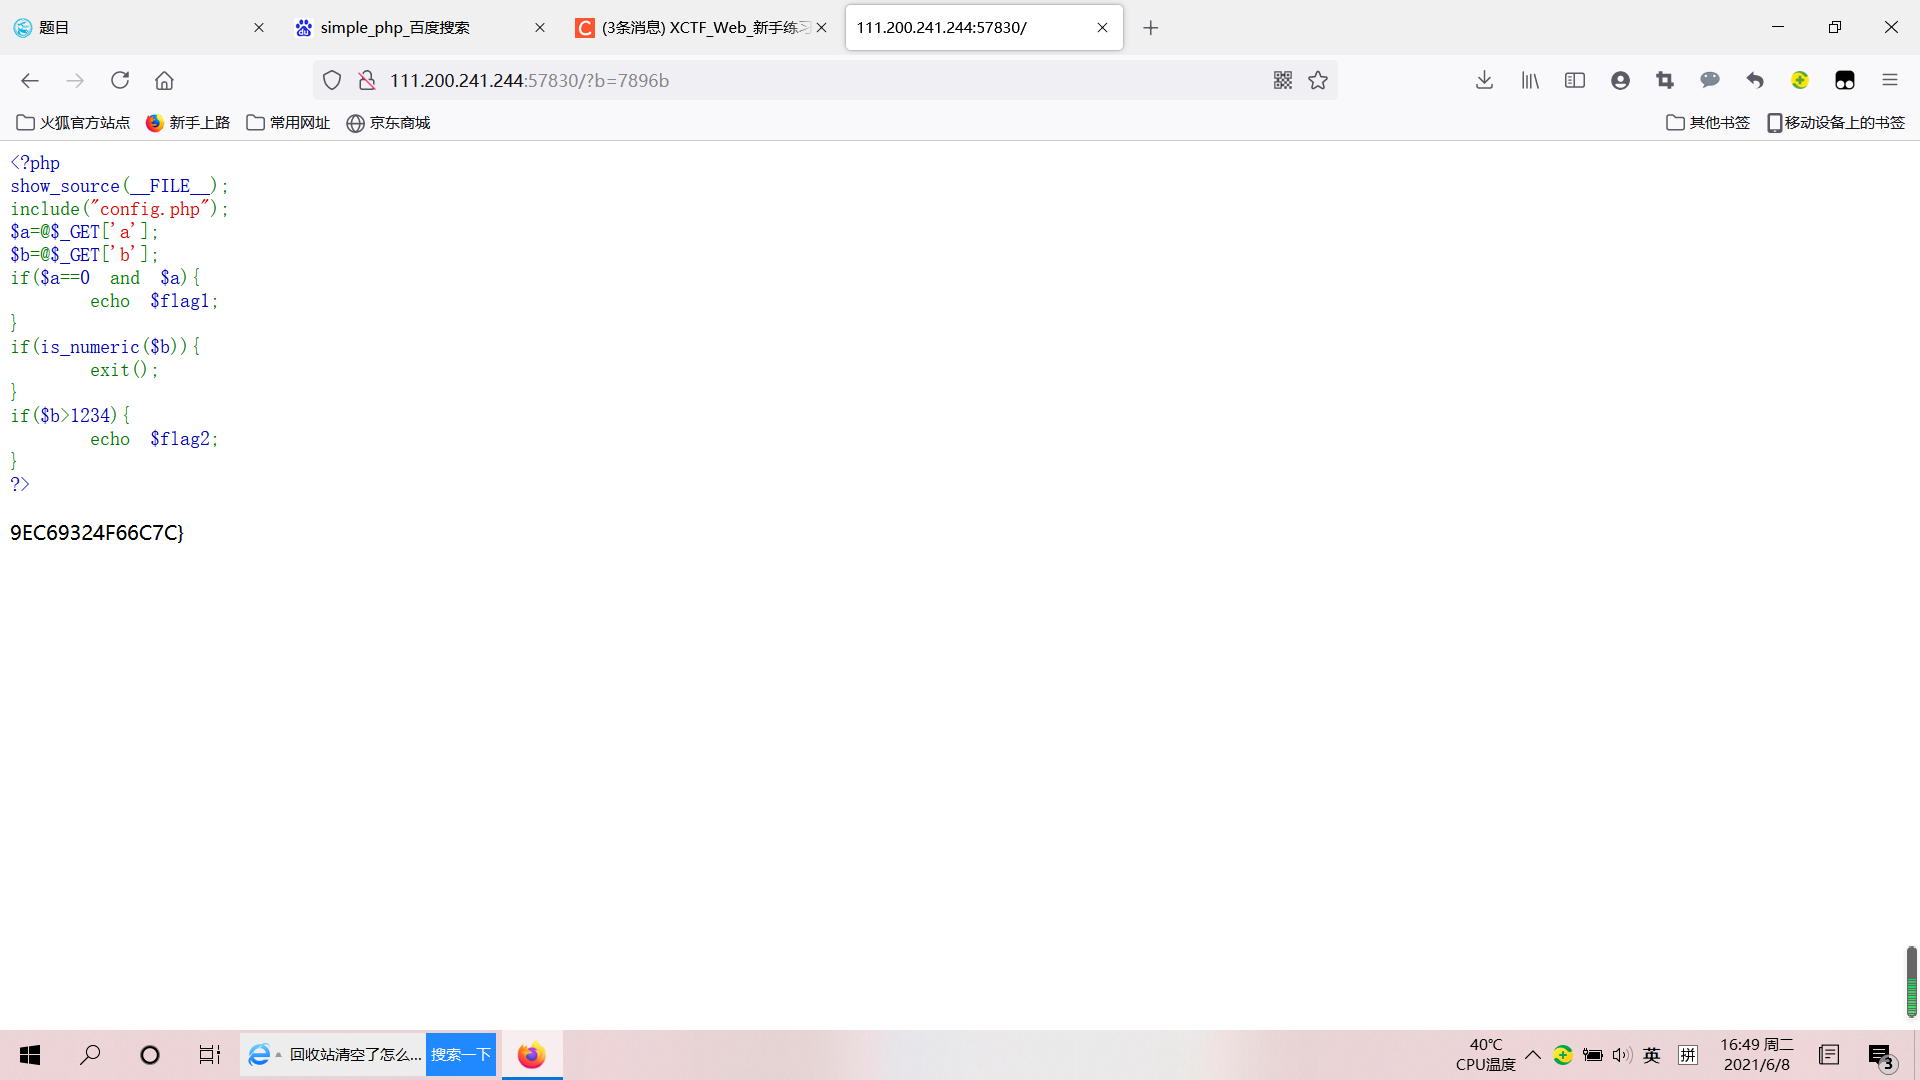 题目
simple_php_百度搜索
(3条消息) XCTF_Web_新手练习
111.200.241.244:57830/
111.200.241.244:57830/?b=7896b
火狐官方站点
新手上路
常用网址
京东商城
其他书签
移动设备上的书签
<?php
show_source(__FILE__);
include("config.php");
$a=@$_GET['a'];
$b=@$_GET['b'];
if($a==0 and $a){
echo $flag1;
}
if(is_numeric($b)){
exit();
}
if($b>1234){
echo $flag2;
}
?>
9EC69324F66C7C}
回收站清空了怎么...
搜索一下
40℃
CPU温度
英
拼
16:49 周二
2021/6/8
3